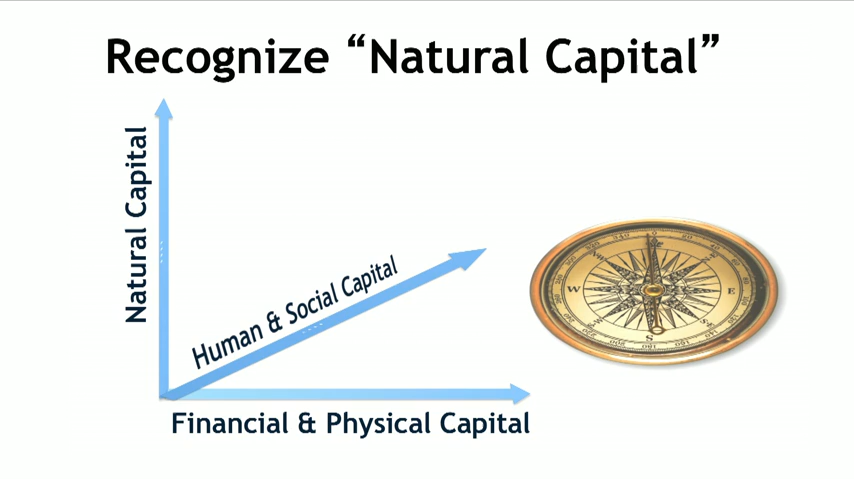 Recognize “Natural Capital”
Natural Capital
Human & Social Capital
Financial & Physical Capital
W
E
S